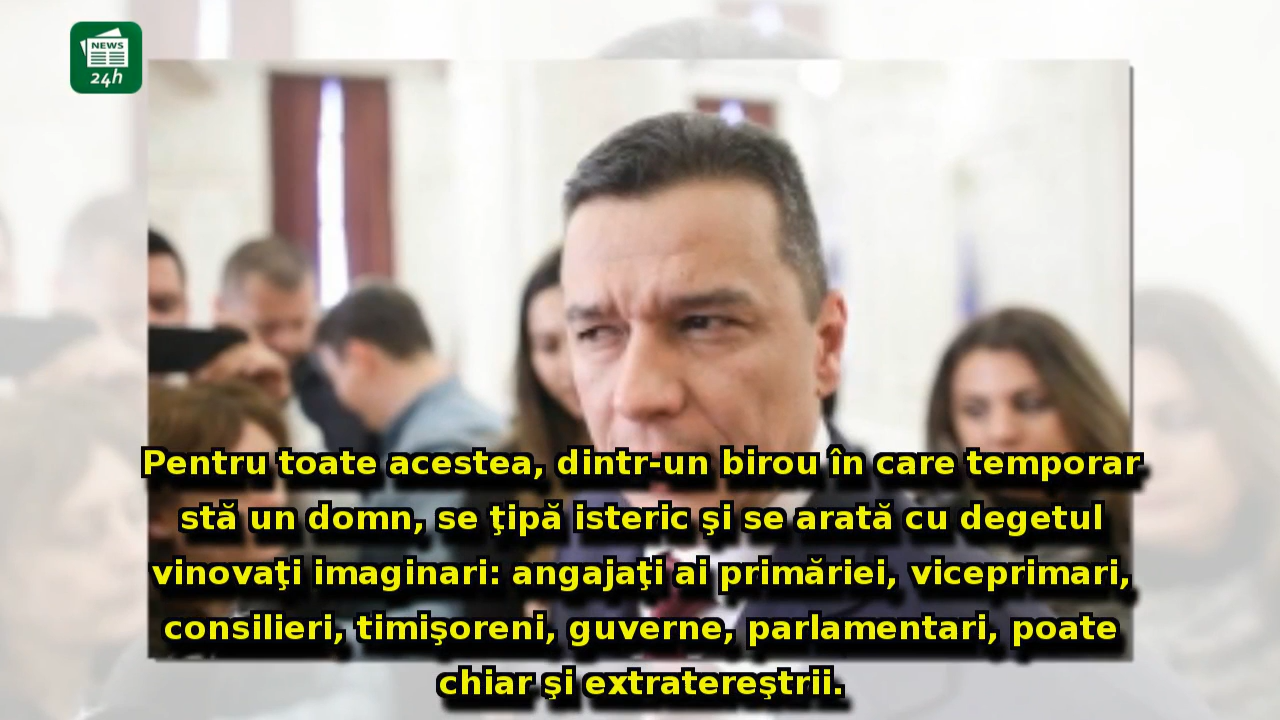 NEWS
24h
Pentru toate acestea, dintr-un birou în care temporar
stă un domn, se ţipă isteric şi se arată cu degetul
vinovaţi imaginari: angajaţi ai primăriei, viceprimari,
consilieri, timişoreni, guverne, parlamentari, poate
chiar şi extratereştrii.